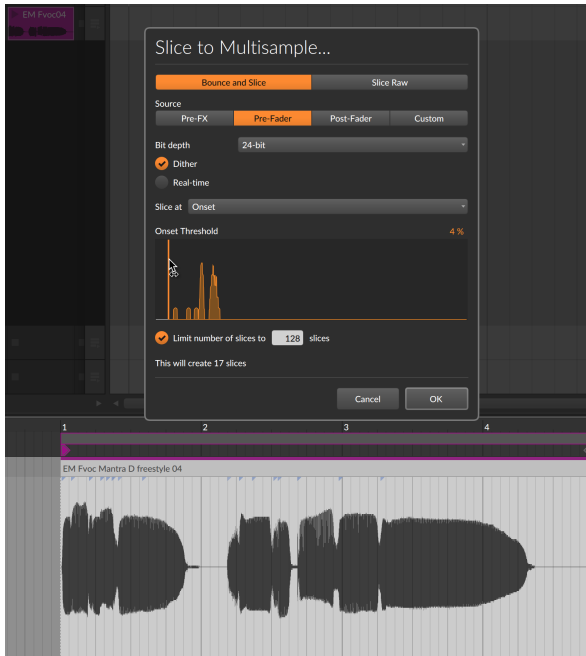 EM Fvoc04
Slice to Multisample...
Bounce and Slice
Slice Raw
Source
Pre-FX
Pre-Fader
Post-Fader
Custom
Bit depth
24-bit
Dither
Real-time
Slice at
Onset
Onset Threshold
4 %
Limit number of slices to 128 slices
This will create 17 slices
Cancel
OK
1
2
3
4
EM Fvoc Mantra D freestyle 04